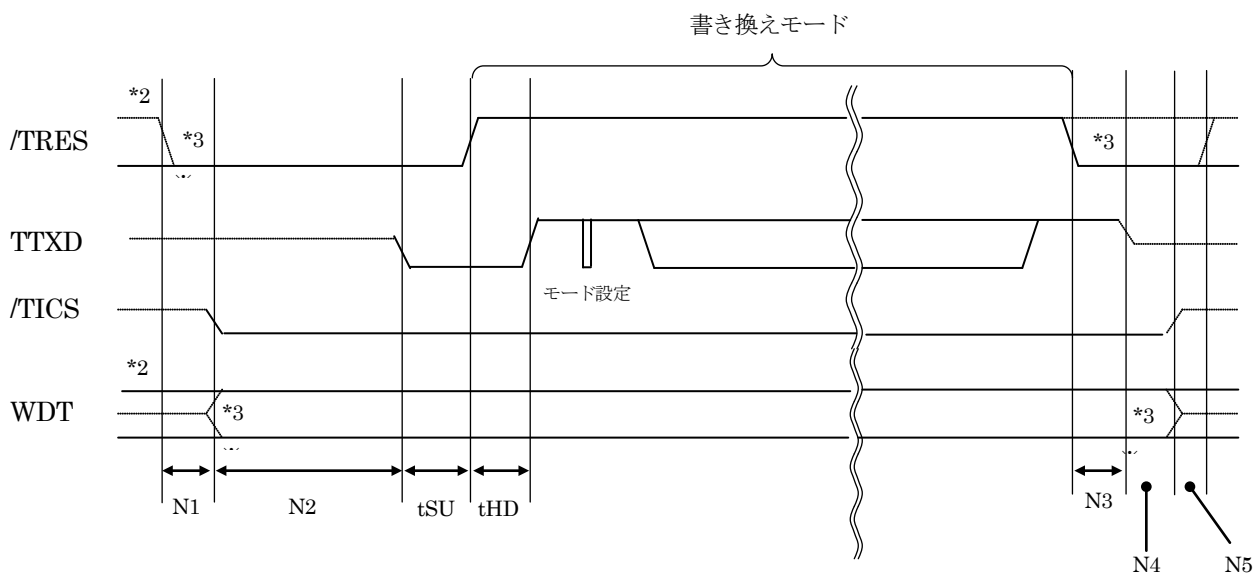 書き換えモード
*2
/TRES
*3
*3
TTXD
モード設定
/TICS
*2
WDT
*3
*3
N1
N2
tSU
tHD
N3
N4
N5